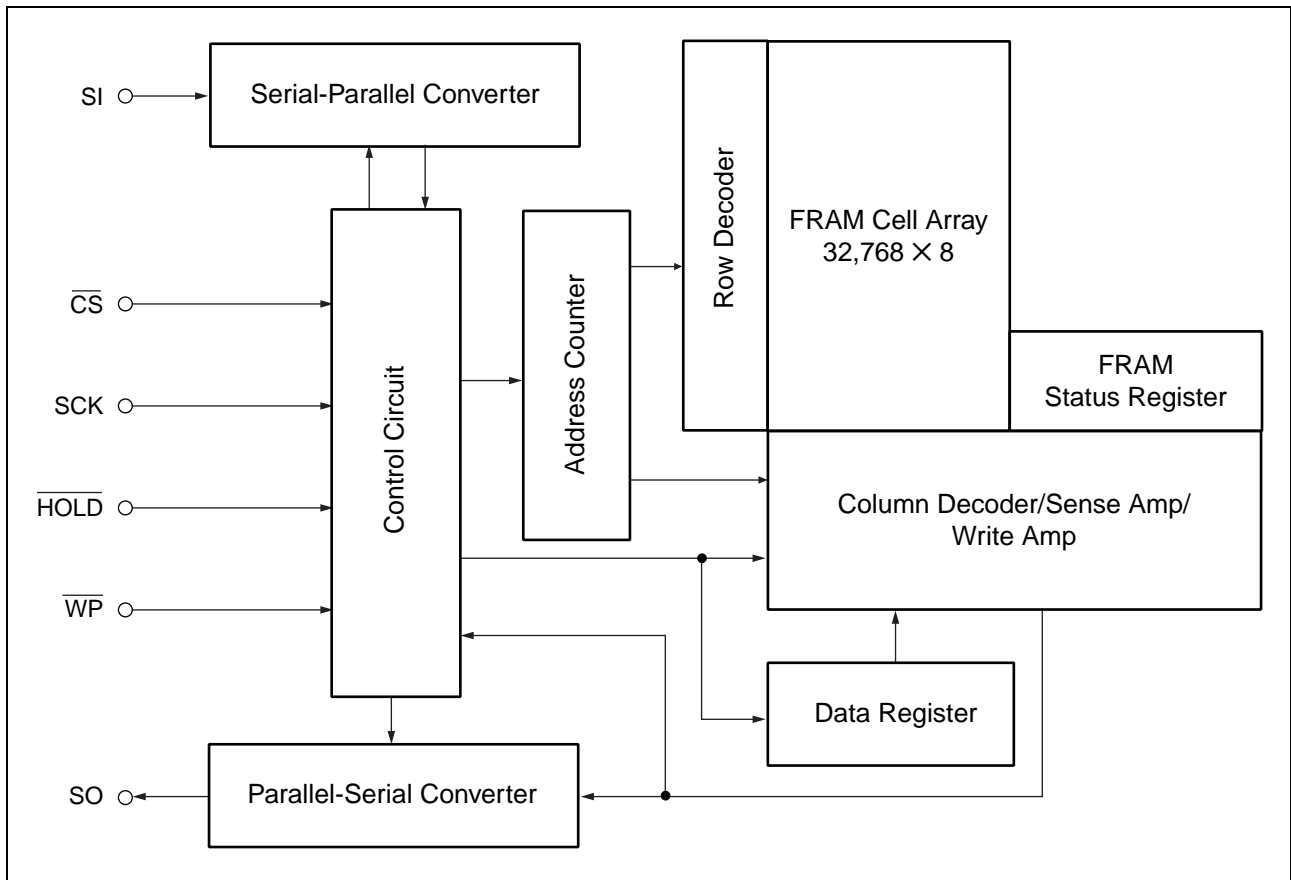 SI
Serial-Parallel Converter
CS
SCK
HOLD
WP
Control Circuit
Address Counter
Row Decoder
FRAM Cell Array
32,768 × 8
FRAM
Status Register
Column Decoder/Sense Amp/
Write Amp
Data Register
SO
Parallel-Serial Converter